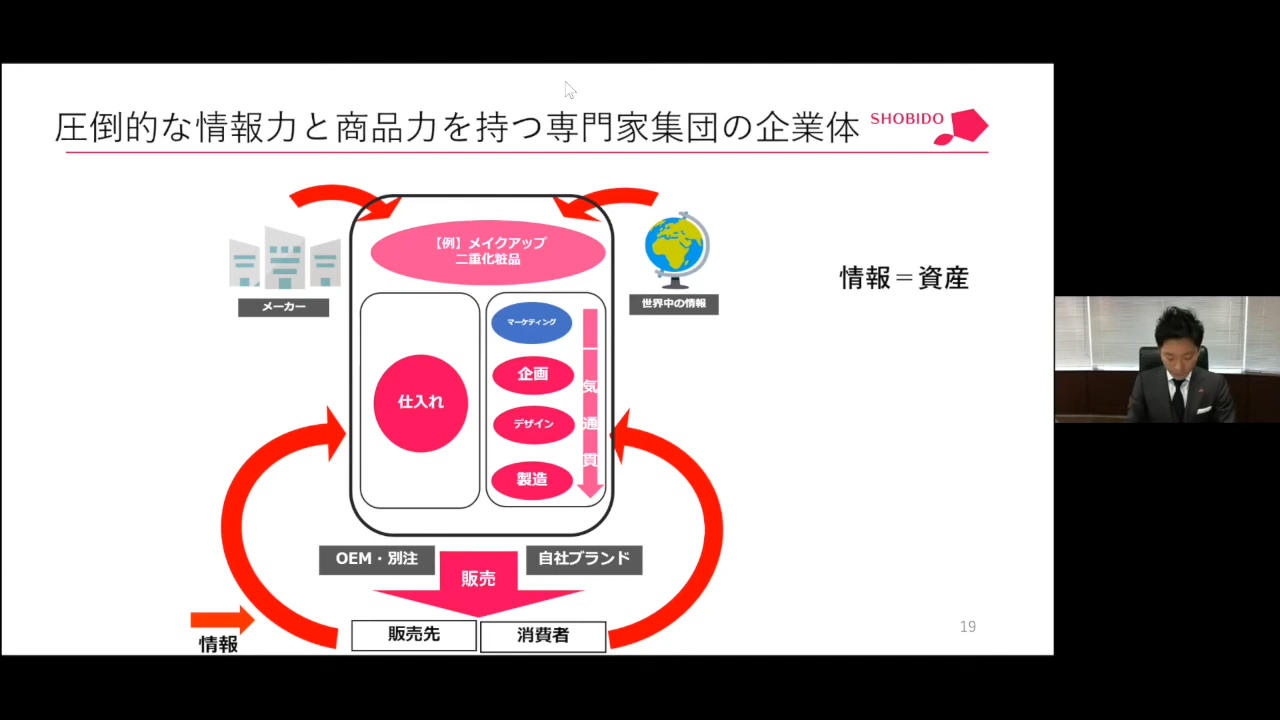 圧倒的な情報力と商品力を持つ専門家集団の企業体
SHOBIDO
【例】メイクアップ
二重化粧品
メーカー
世界中の情報
情報＝資産
仕入れ
マーケティング
企画
デザイン
製造
一気通貫
OEM・別注
自社ブランド
販売
販売先
消費者
情報
19